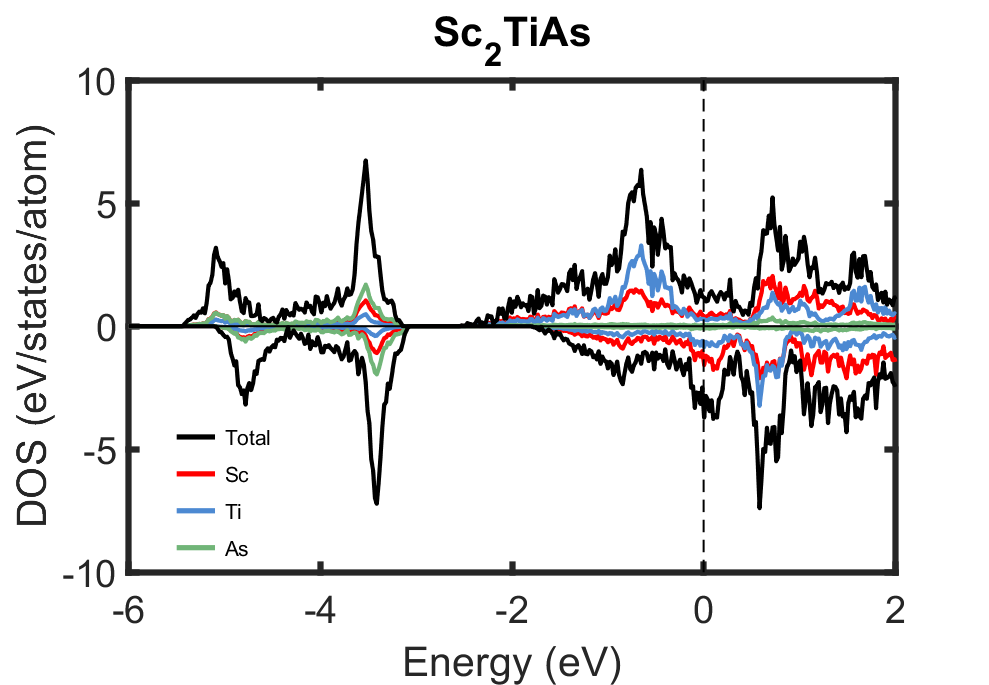 Sc₂TiAs
DOS (eV/states/atom)
10
5
0
-5
-10
Total
Sc
Ti
As
-6 -4 -2 0 2
Energy (eV)